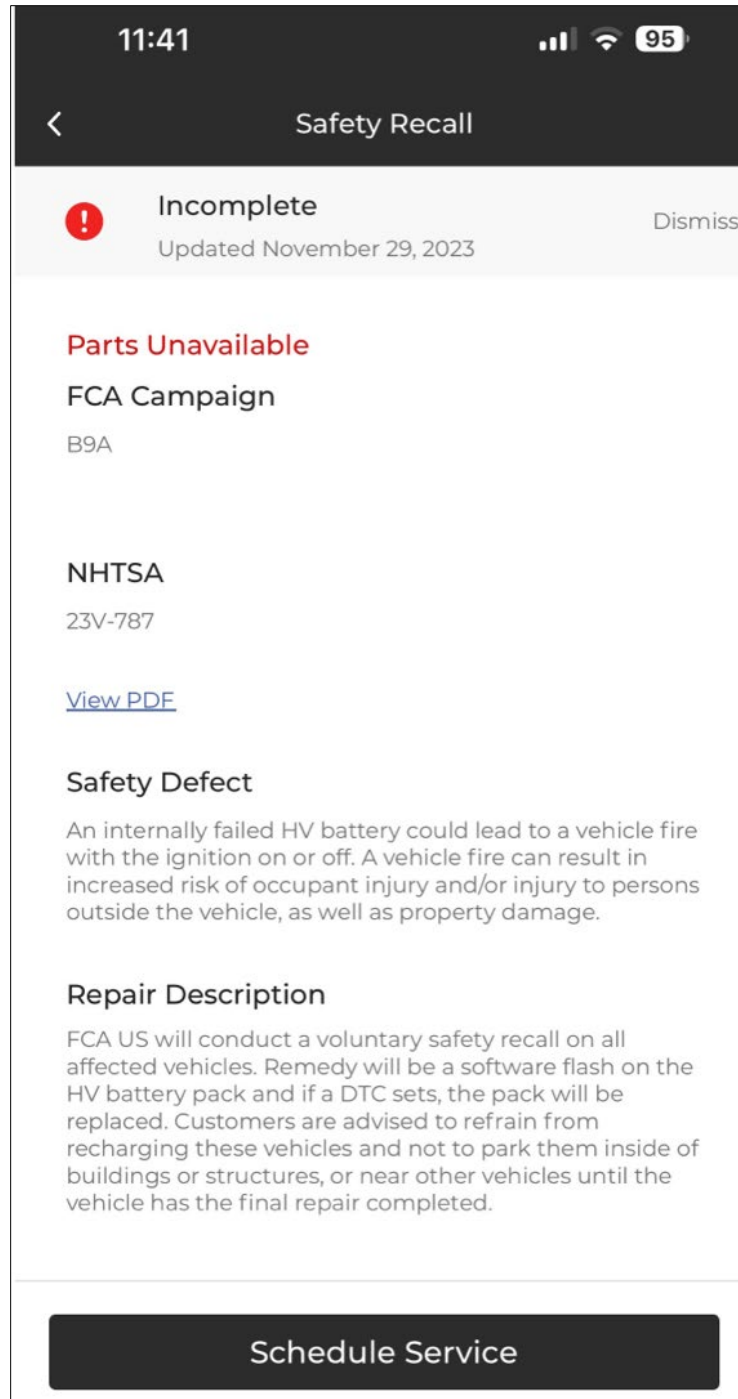 11:41
95
Safety Recall
Incomplete
Dismiss
Updated November 29, 2023
Parts Unavailable
FCA Campaign
B9A
NHTSA
23V-787
View PDF
Safety Defect
An internally failed HV battery could lead to a vehicle fire
with the ignition on or off. A vehicle fire can result in
increased risk of occupant injury and/or injury to persons
outside the vehicle, as well as property damage.
Repair Description
FCA US will conduct a voluntary safety recall on all
affected vehicles. Remedy will be a software flash on the
HV battery pack and if a DTC sets, the pack will be
replaced. Customers are advised to refrain from
recharging these vehicles and not to park them inside of
buildings or structures, or near other vehicles until the
vehicle has the final repair completed.
Schedule Service